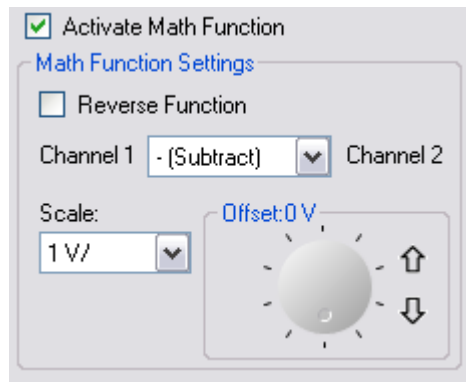 Activate Math Function
Math Function Settings
Reverse Function
Channel 1 - (Subtract) Channel 2
Scale:
Offset:0 V
1 V/